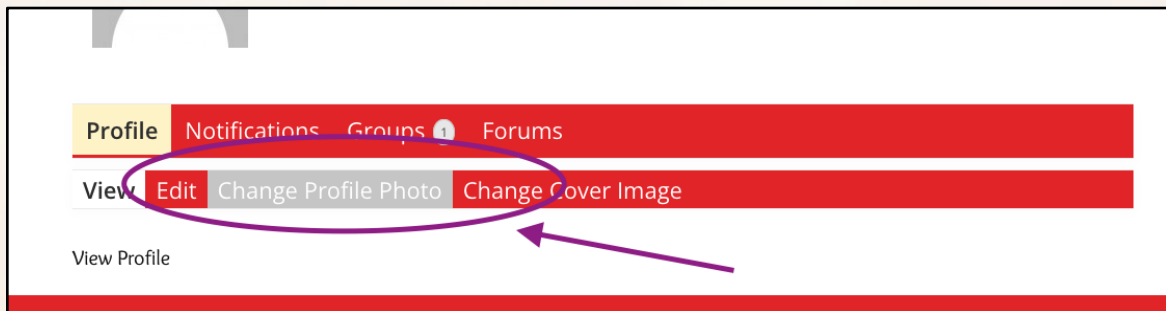 Profile Notifications Groups 1 Forums
View Edit Change Profile Photo Change Cover Image
View Profile